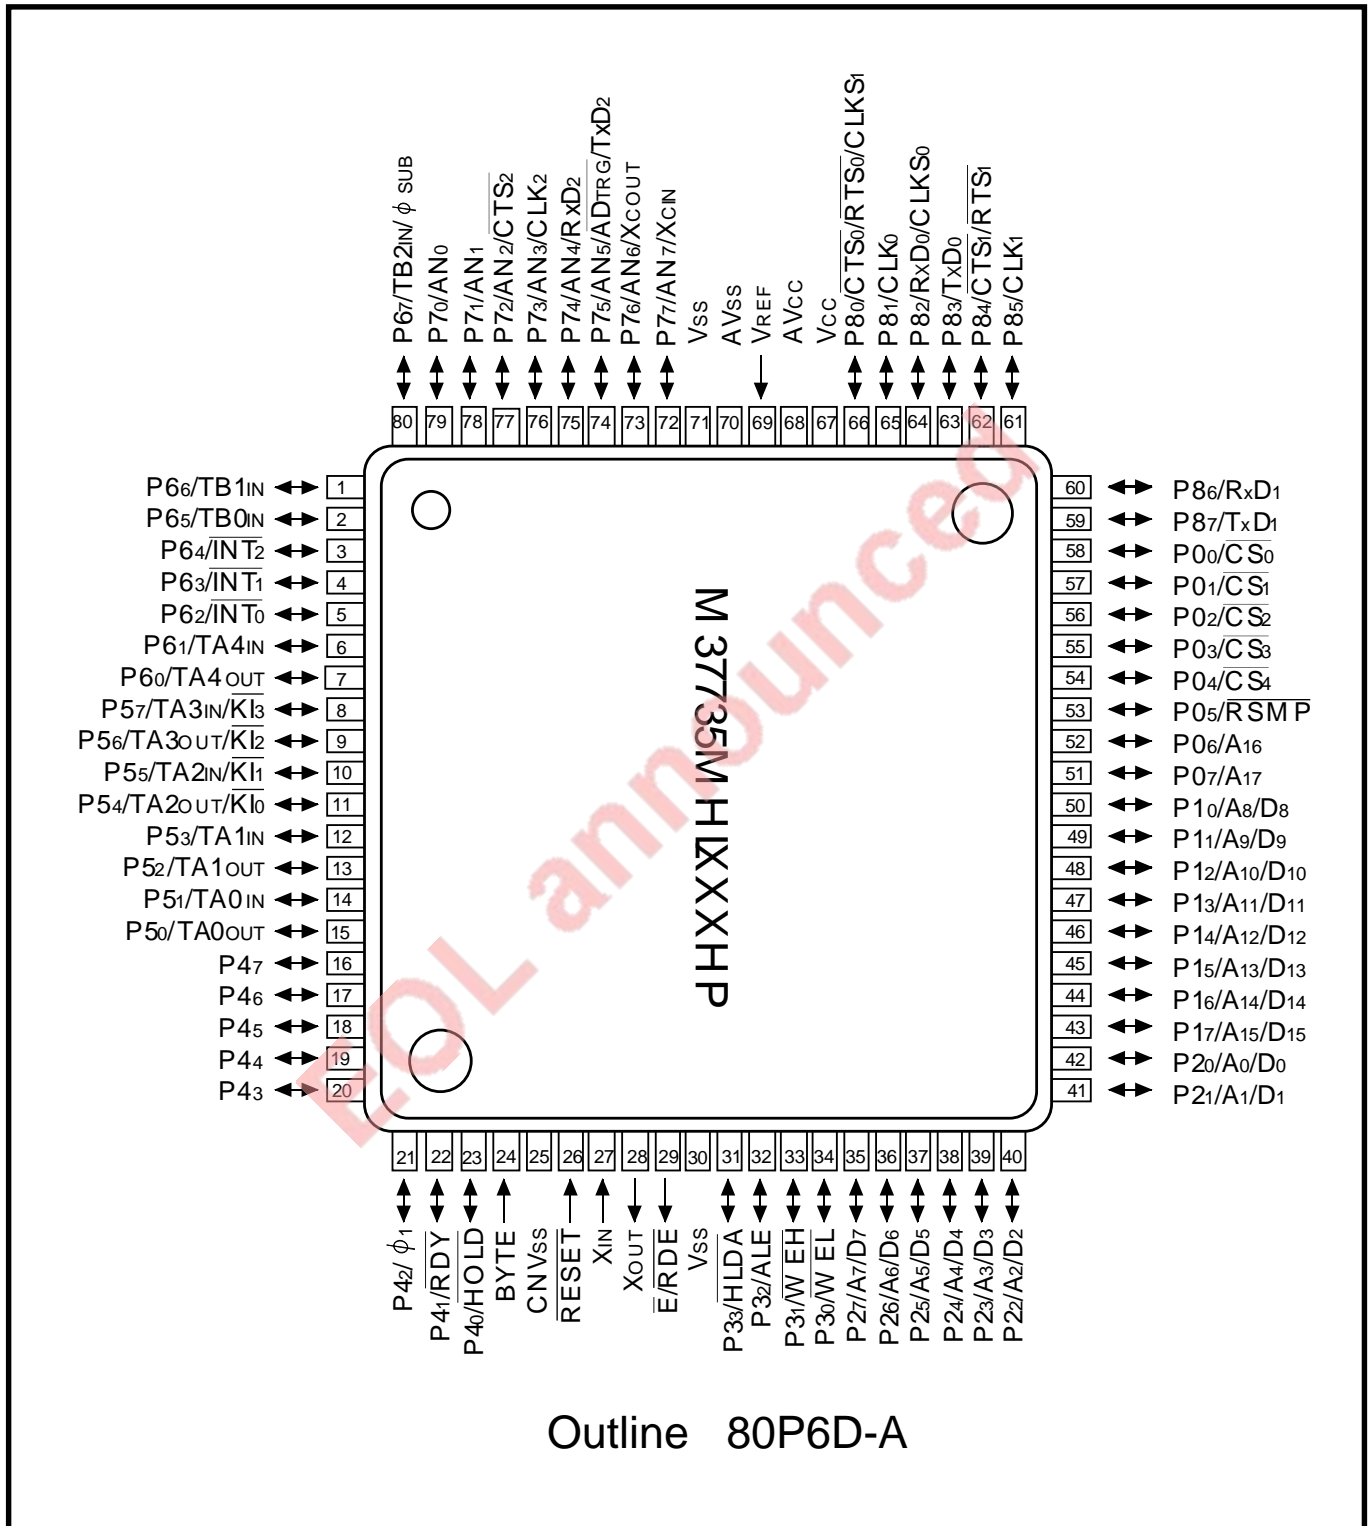 P67/TB2IN/ϕ SUB
P70/AN0
P71/AN1
P72/AN2/CTS2
P73/AN3/CLK2
P74/AN4/RxD2
P75/AN5/ADTRG/TxD2
P76/AN6/XCOUT
P77/AN7/XCIN
VSS
AVSS
VREF
AVCC
VCC
P80/CTS0/RTS0/CLKS1
P81/CLK0
P82/RxD0/CLKS0
P83/TxD0
P84/CTS1/RTS1
P85/CLK1
80 79 78 77 76 75 74 73 72 71 70 69 68 67 66 65 64 63 62 61
P66/TB1IN 1
P65/TB0IN 2
P64/INT2 3
P63/INT1 4
P62/INT0 5
P61/TA4IN 6
P60/TA4OUT 7
P57/TA3IN/KI3 8
P56/TA3OUT/KI2 9
P55/TA2IN/KI1 10
P54/TA2OUT/KI0 11
P53/TA1IN 12
P52/TA1OUT 13
P51/TA0IN 14
P50/TA0OUT 15
P47 16
P46 17
P45 18
P44 19
P43 20
M37735MHLXXXHP
EOL announced
60 P86/RxD1
59 P87/TxD1
58 P00/CS0
57 P01/CS1
56 P02/CS2
55 P03/CS3
54 P04/CS4
53 P05/RSMP
52 P06/A16
51 P07/A17
50 P10/A8/D8
49 P11/A9/D9
48 P12/A10/D10
47 P13/A11/D11
46 P14/A12/D12
45 P15/A13/D13
44 P16/A14/D14
43 P17/A15/D15
42 P20/A0/D0
41 P21/A1/D1
21 22 23 24 25 26 27 28 29 30 31 32 33 34 35 36 37 38 39 40
P42/ϕ1
P41/RDY
P40/HOLD
BYTE
CNVSS
RESET
XIN
XOUT
E/RDE
VSS
P33/HLDA
P32/ALE
P31/WEH
P30/WEL
P27/A7/D7
P26/A6/D6
P25/A5/D5
P24/A4/D4
P23/A3/D3
P22/A2/D2
Outline 80P6D-A